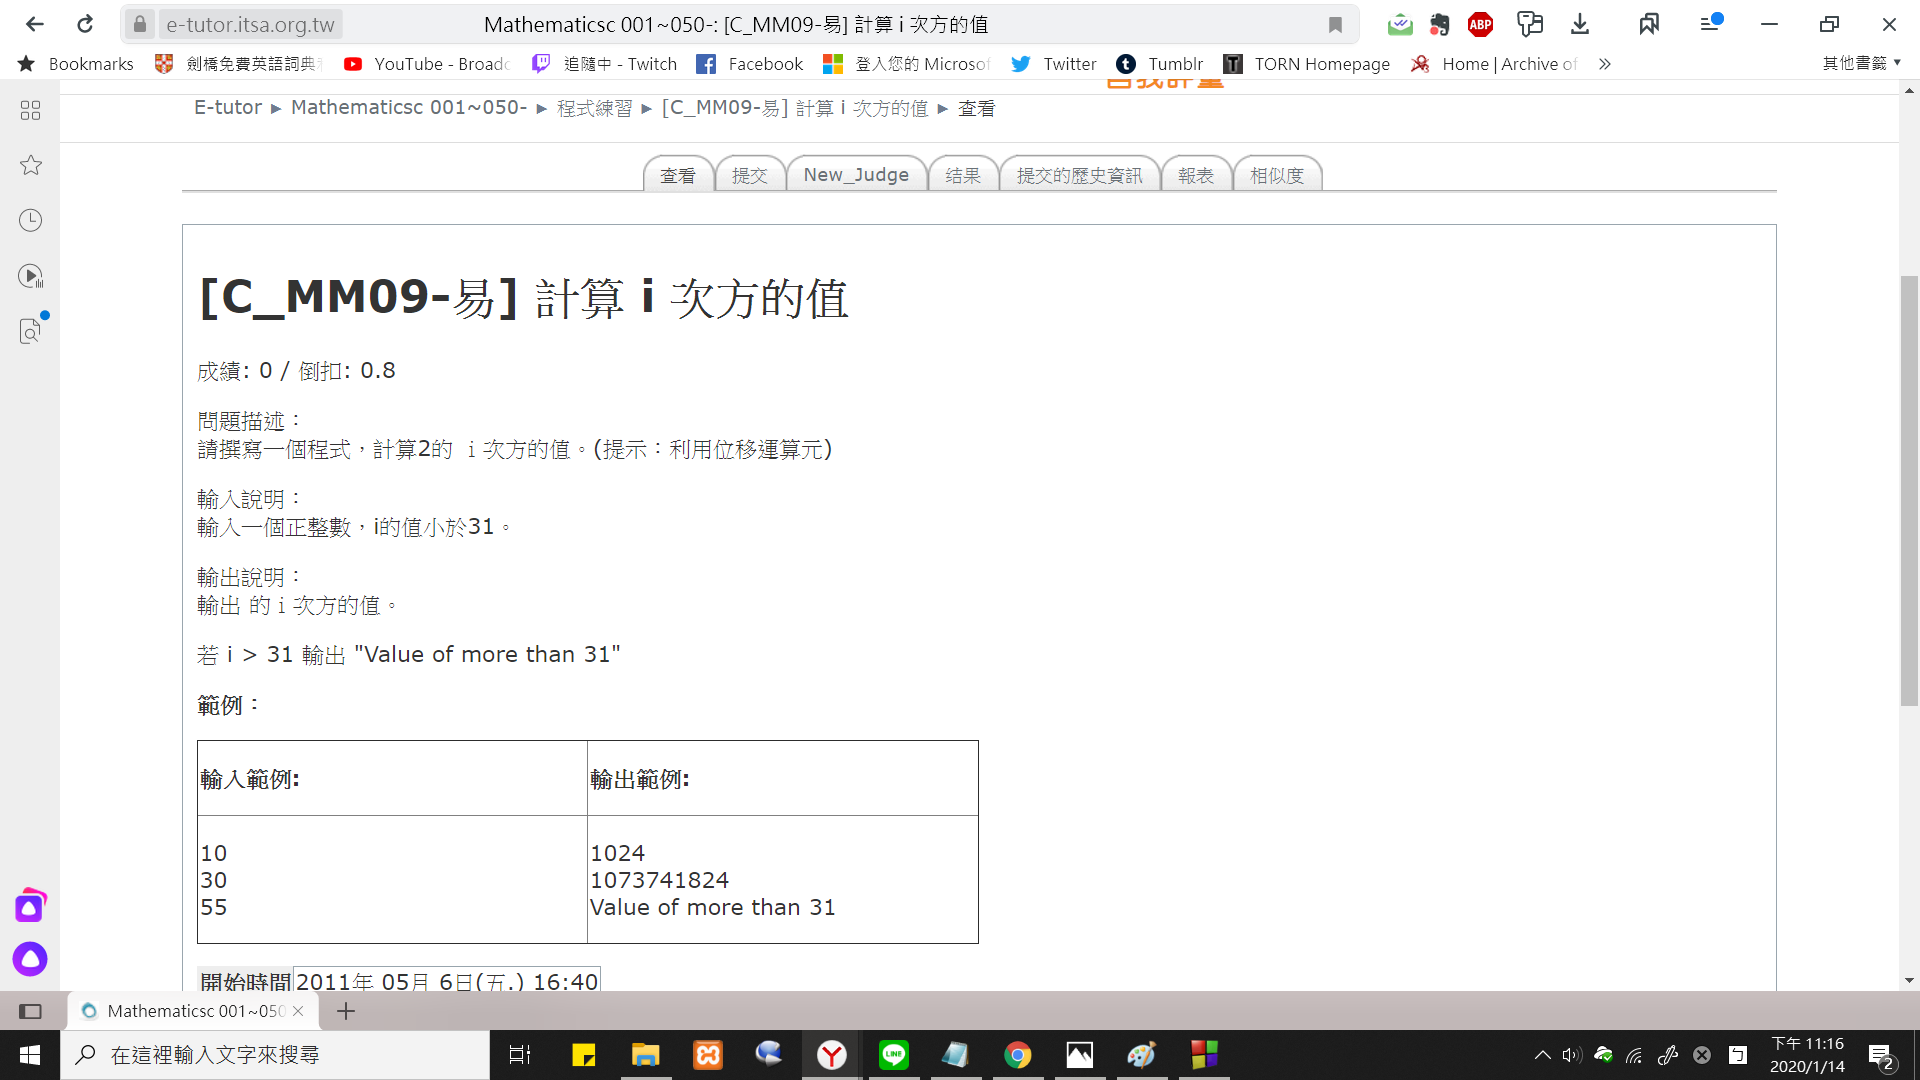 e-tutor.itsa.org.tw
Mathematicsc 001~050-: [C_MM09-易] 計算 i 次方的值
ABP
Bookmarks
劍橋免費英語詞典
YouTube - Broadc
追隨中 - Twitch
Facebook
登入您的 Microsof
Twitter
Tumblr
TORN Homepage
Home | Archive of
其他書籤
自我評量
E-tutor ► Mathematicsc 001~050- ► 程式練習 ► [C_MM09-易] 計算 i 次方的值 ► 查看
查看
提交
New_Judge
结果
提交的歷史資訊
報表
相似度
[C_MM09-易] 計算 i 次方的值
成績: 0 / 倒扣: 0.8
問題描述：
請撰寫一個程式，計算2的 i 次方的值。(提示：利用位移運算元)
輸入說明：
輸入一個正整數，i的值小於31。
輸出說明：
輸出 的 i 次方的值。
若 i > 31 輸出 "Value of more than 31"
範例：
輸入範例: 輸出範例:
10 1024
30 1073741824
55 Value of more than 31
開始時間 2011年 05月 6日(五.) 16:40
Mathematicsc 001~050
在這裡輸入文字來搜尋
LINE
下午 11:16
2020/1/14
2